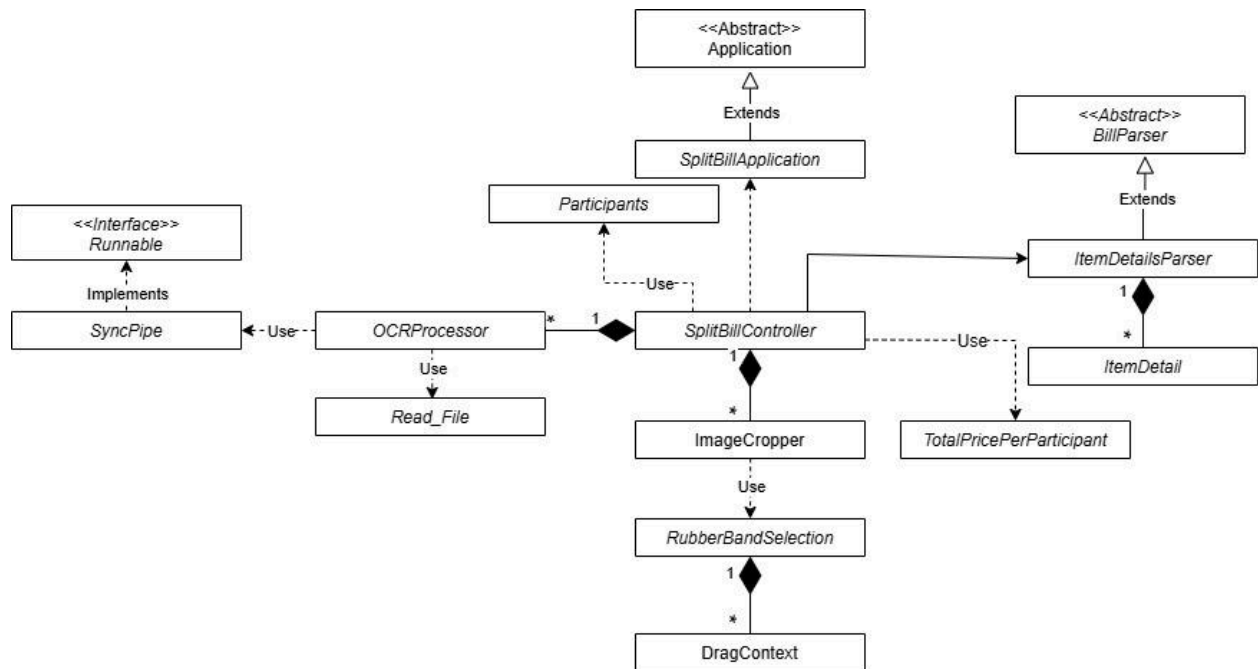 <<Abstract>>
Application
Extends
<<Abstract>>
BillParser
SplitBillApplication
Participants
Extends
<<Interface>>
Runnable
ItemDetailsParser
Use
Implements
1
SyncPipe
Use
OCRProcessor
*
1
SplitBillController
Use
*
ItemDetail
1
Use
Read_File
*
ImageCropper
TotalPricePerParticipant
Use
RubberBandSelection
1
*
DragContext